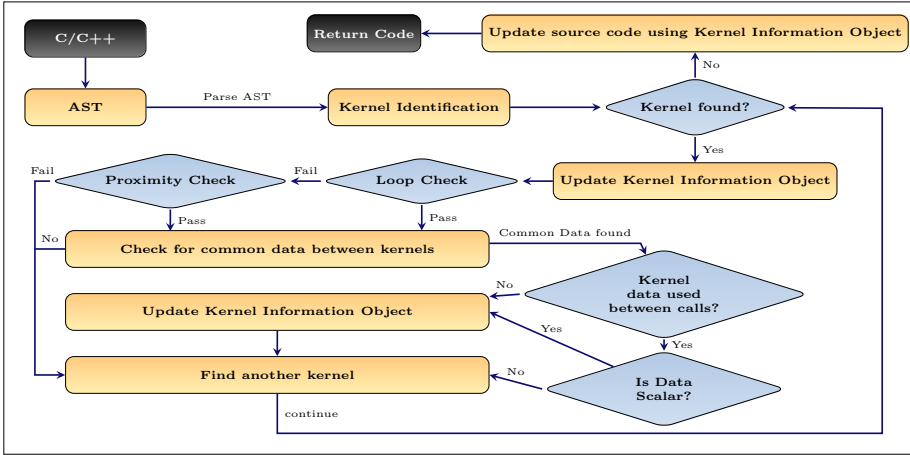 C/C++
Return Code
Update source code using Kernel Information Object
No
AST
Parse AST
Kernel Identification
Kernel found?
Yes
Fail
Proximity Check
Fail
Loop Check
Update Kernel Information Object
Pass
Pass
No
Check for common data between kernels
Common Data found
Kernel
data used
between calls?
No
Update Kernel Information Object
Yes
Yes
Find another kernel
No
Is Data
Scalar?
continue